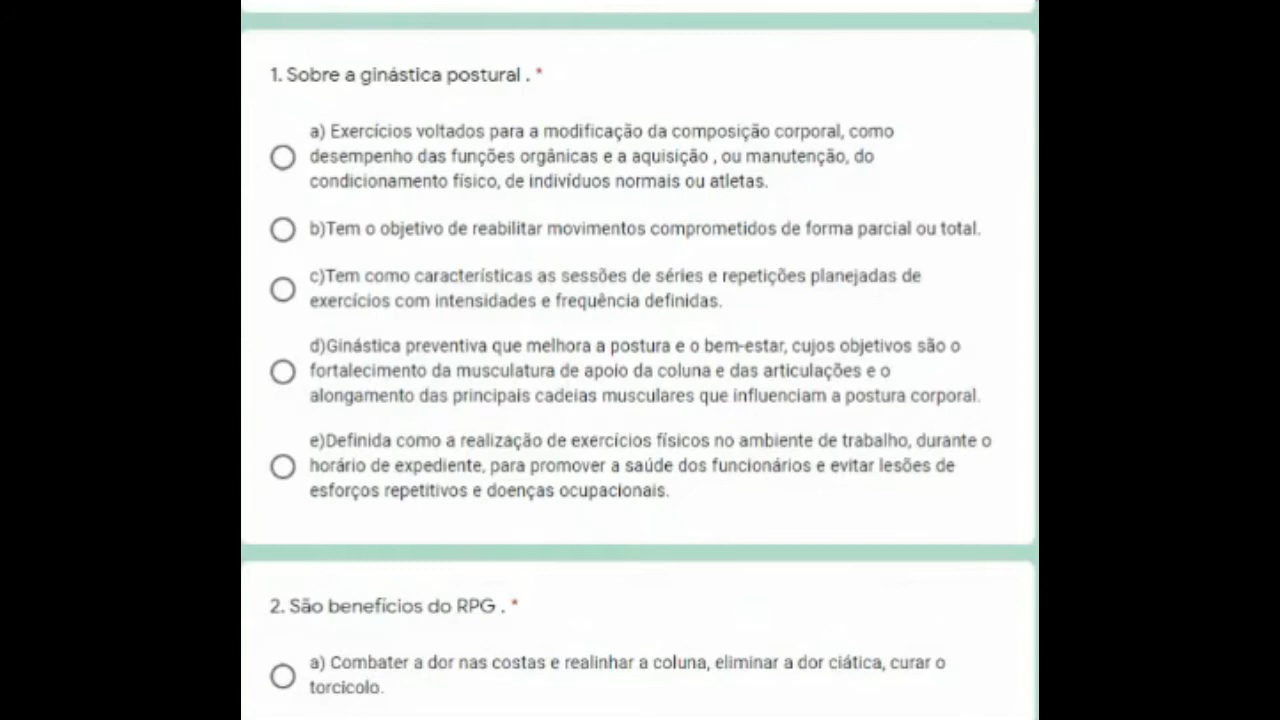 1. Sobre a ginástica postural . *
a) Exercícios voltados para a modificação da composição corporal, como
desempenho das funções orgânicas e a aquisição , ou manutenção, do
condicionamento físico, de indivíduos normais ou atletas.
b)Tem o objetivo de reabilitar movimentos comprometidos de forma parcial ou total.
c)Tem como características as sessões de séries e repetições planejadas de
exercícios com intensidades e frequência definidas.
d)Ginástica preventiva que melhora a postura e o bem-estar, cujos objetivos são o
fortalecimento da musculatura de apoio da coluna e das articulações e o
alongamento das principais cadeias musculares que influenciam a postura corporal.
e)Definida como a realização de exercícios físicos no ambiente de trabalho, durante o
horário de expediente, para promover a saúde dos funcionários e evitar lesões de
esforços repetitivos e doenças ocupacionais.
2. São benefícios do RPG . *
a) Combater a dor nas costas e realinhar a coluna, eliminar a dor ciática, curar o
torcicolo.